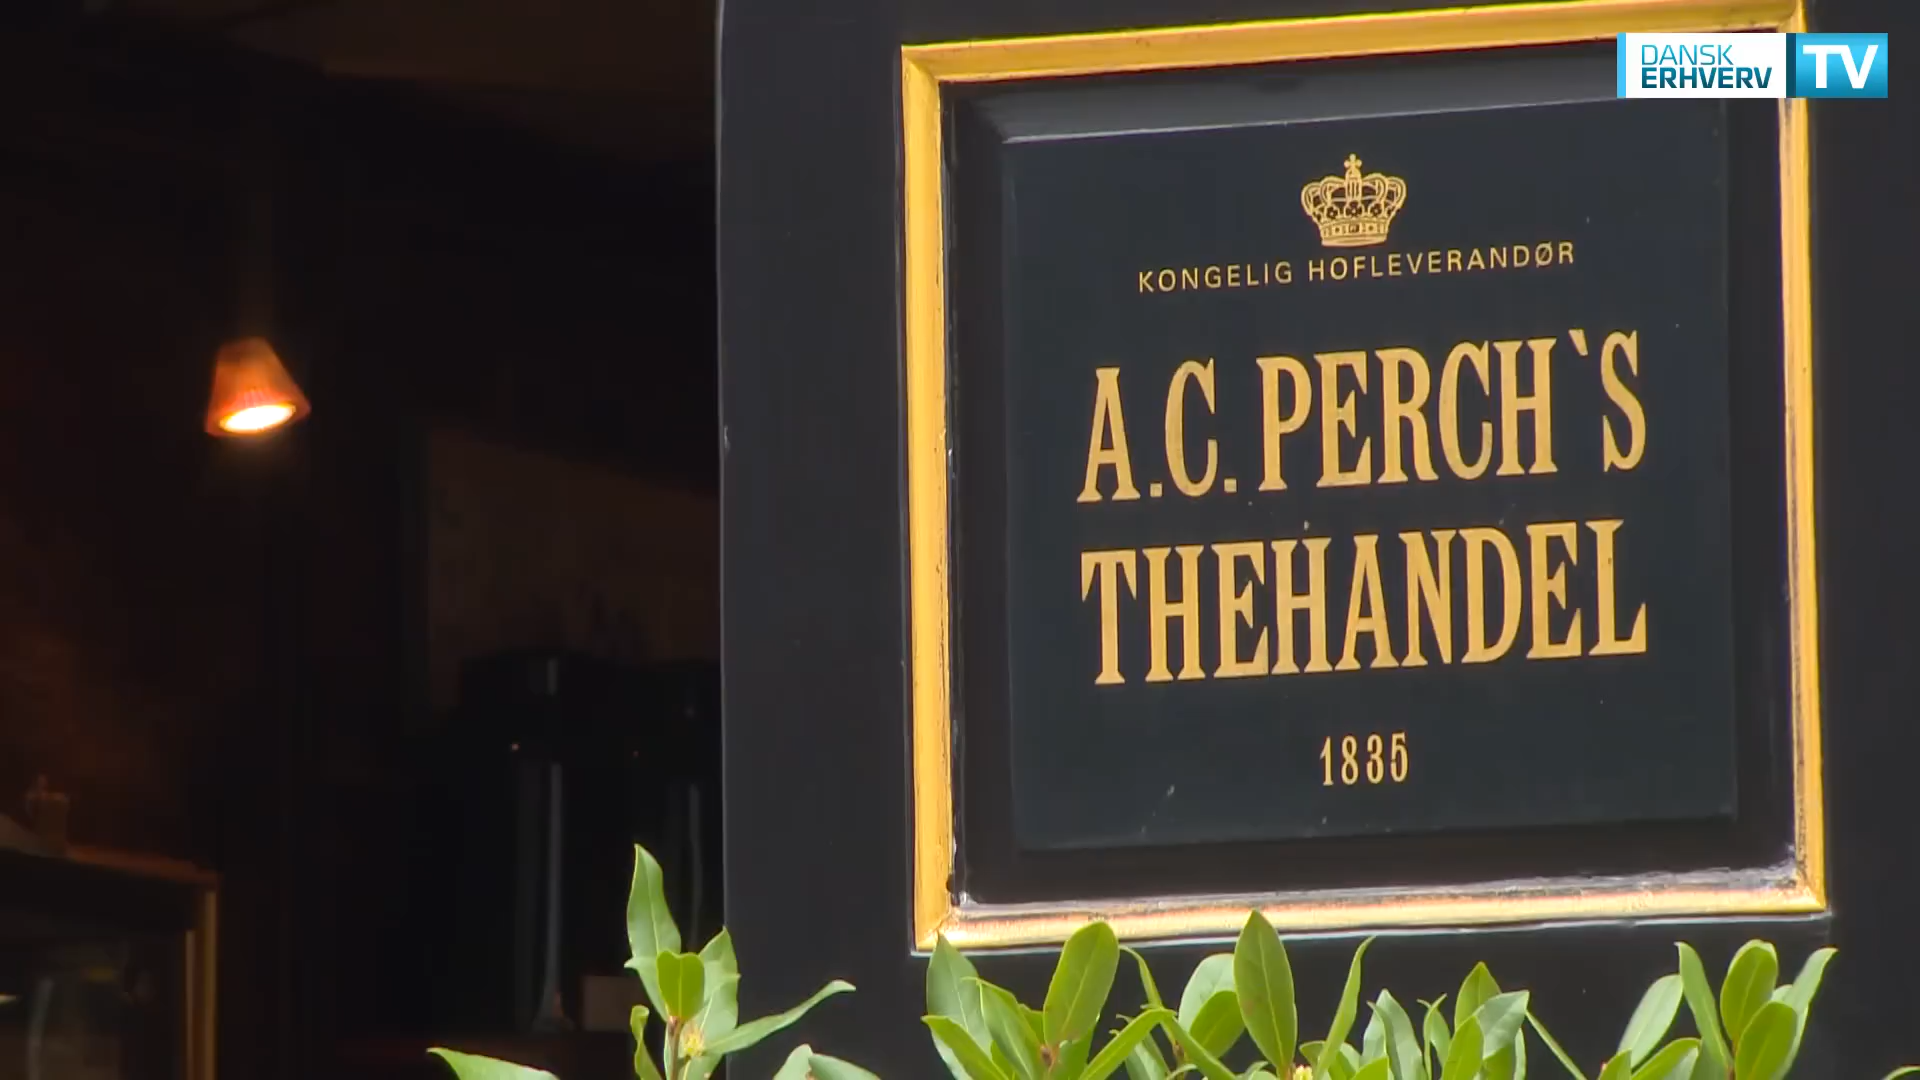 DANSK
ERHVERV TV
KONGELIG HOFLEVERANDØR
A.C. PERCH`S
THEHANDEL
1835